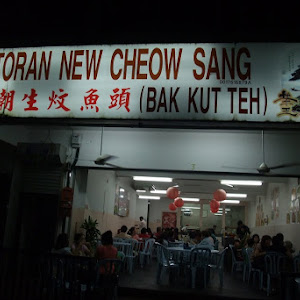 TORAN NEW CHEOW SANG
潮生炆魚頭 (BAK KUT TEH)